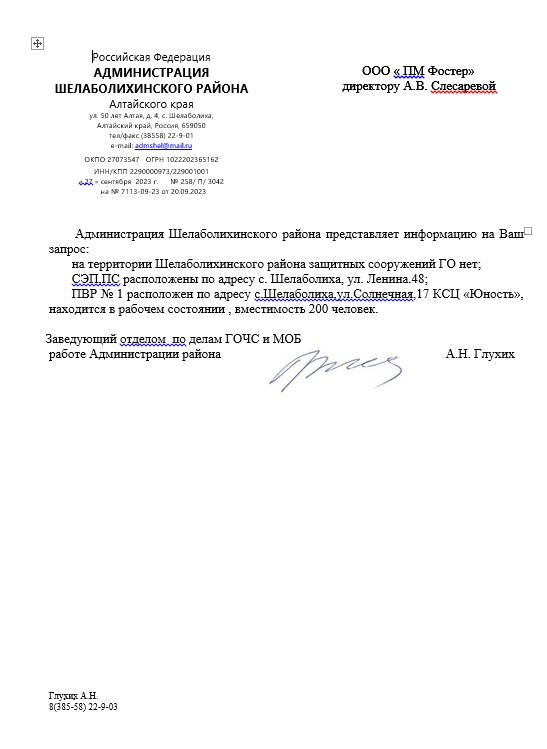 Российская Федерация
АДМИНИСТРАЦИЯ
ШЕЛАБОЛИХИНСКОГО РАЙОНА
Алтайского края
ул. 50 лет Алтая, д. 4, с. Шелаболиха,
Алтайский край, Россия, 659050
тел/факс (38558) 22-9-01
e-mail: admshel@mail.ru
ОКПО 27073547 ОГРН 1022202365162
ИНН/КПП 2290000973/229001001
« 27 » сентября 2023 г. № 258/ П/ 3042
на № 7113-09-23 от 20.09.2023
ООО « ПМ Фостер»
директору А.В. Слесаревой
Администрация Шелаболихинского района представляет информацию на Ваш
запрос:
на территории Шелаболихинского района защитных сооружений ГО нет;
СЭП,ПС расположены по адресу с. Шелаболиха, ул. Ленина.48;
ПВР № 1 расположен по адресу с.Шелаболиха,ул.Солнечная,17 КСЦ «Юность»,
находится в рабочем состоянии , вместимость 200 человек.
Заведующий отделом по делам ГОЧС и МОБ
работе Администрации района А.Н. Глухих
Глухих А.Н.
8(385-58) 22-9-03